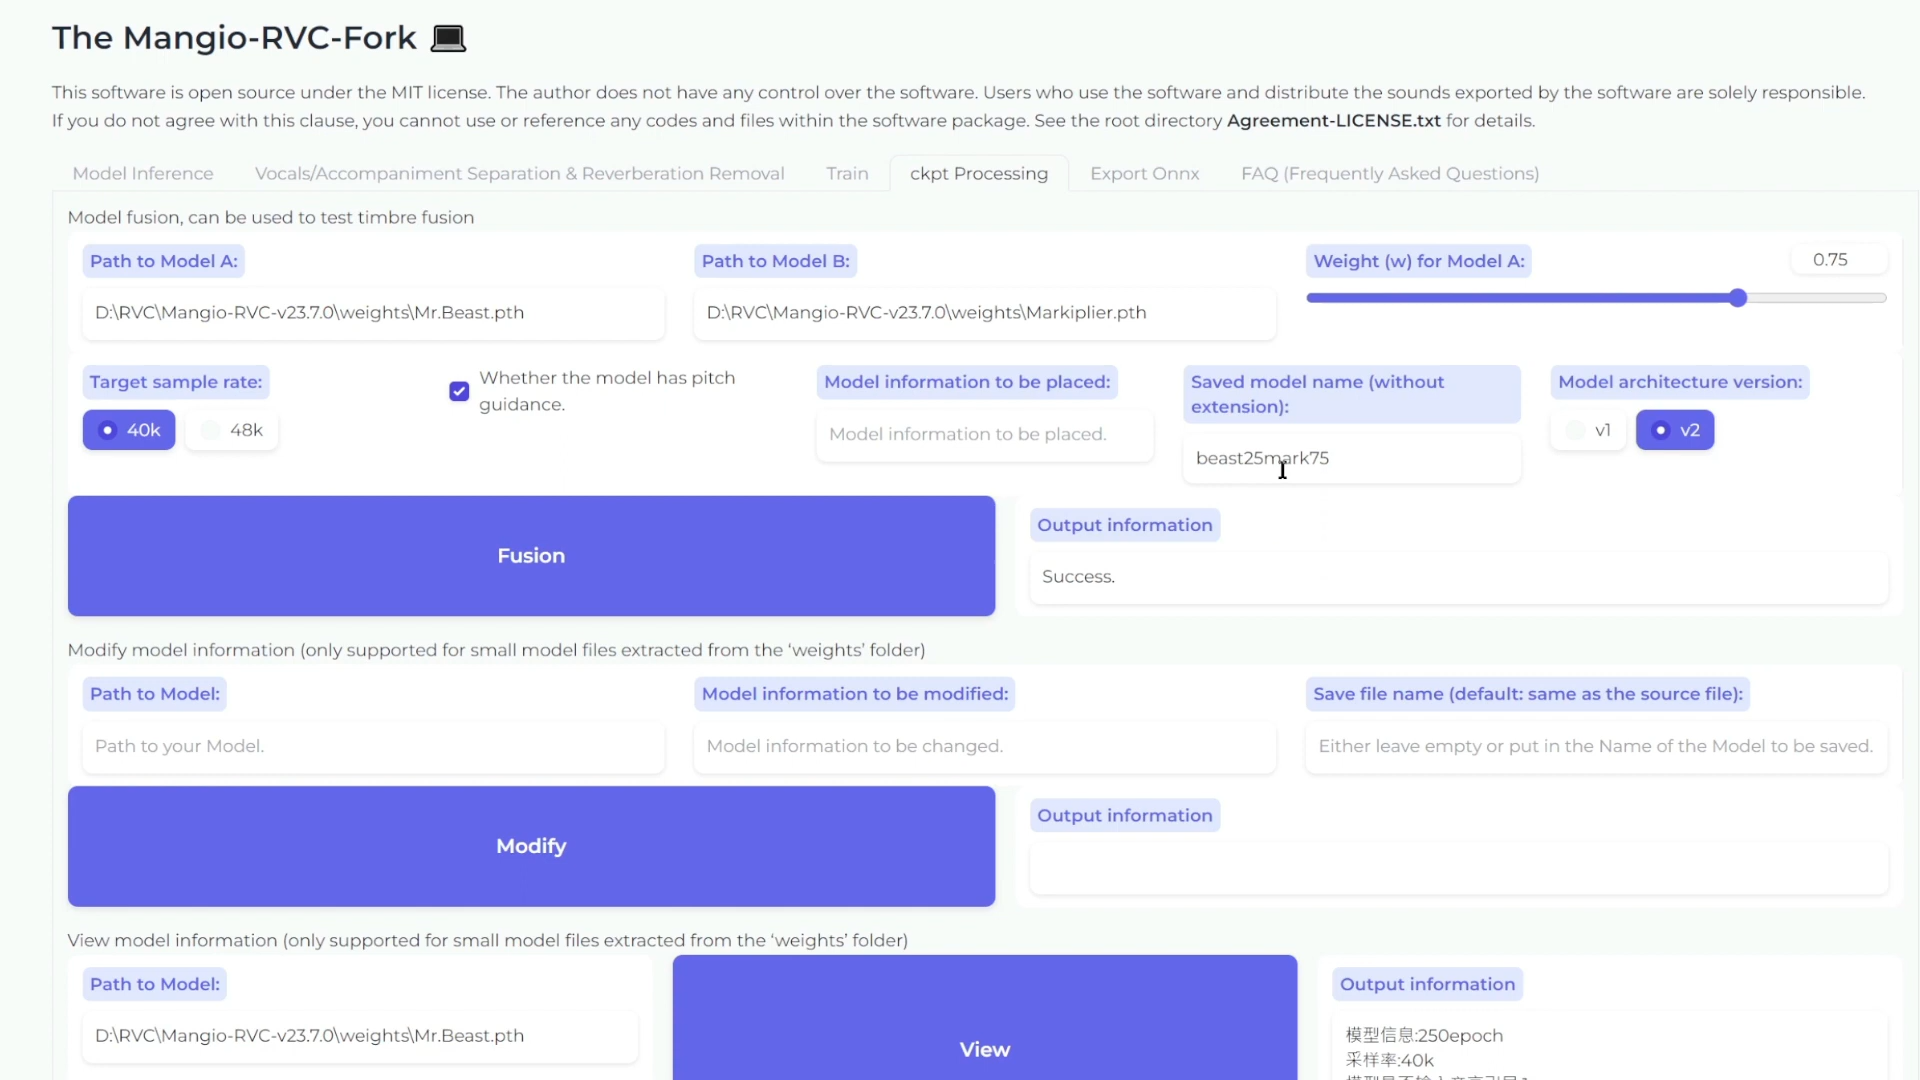 The Mangio-RVC-Fork 💻
This software is open source under the MIT license. The author does not have any control over the software. Users who use the software and distribute the sounds exported by the software are solely responsible.
If you do not agree with this clause, you cannot use or reference any codes and files within the software package. See the root directory Agreement-LICENSE.txt for details.
Model Inference Vocals/Accompaniment Separation & Reverberation Removal Train ckpt Processing Export Onnx FAQ (Frequently Asked Questions)
Model fusion, can be used to test timbre fusion
Path to Model A: Path to Model B: Weight (w) for Model A: 0.75
D:\RVC\Mangio-RVC-v23.7.0\weights\Mr.Beast.pth D:\RVC\Mangio-RVC-v23.7.0\weights\Markiplier.pth
Target sample rate:
40k 48k
Whether the model has pitch
guidance.
Model information to be placed:
Model information to be placed.
Saved model name (without
extension):
beast25mark75
Model architecture version:
v1 v2
Fusion
Output information
Success.
Modify model information (only supported for small model files extracted from the ‘weights’ folder)
Path to Model: Model information to be modified: Save file name (default: same as the source file):
Path to your Model. Model information to be changed. Either leave empty or put in the Name of the Model to be saved.
Modify
Output information
View model information (only supported for small model files extracted from the ‘weights’ folder)
Path to Model:
D:\RVC\Mangio-RVC-v23.7.0\weights\Mr.Beast.pth
View
Output information
模型信息:250epoch
采样率:40k